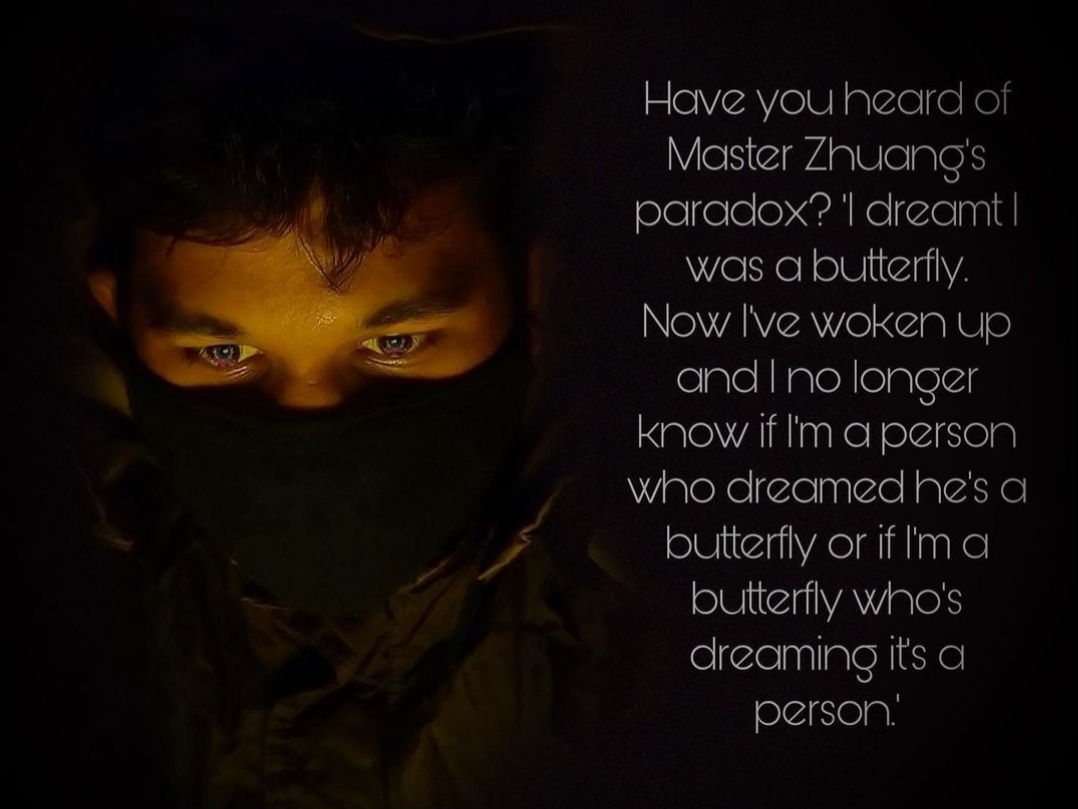 Have you heard of
Master Zhuang's
paradox? 'I dreamt I
was a butterfly.
Now I've woken up
and I no longer
know if I'm a person
who dreamed he's a
butterfly or if I'm a
butterfly who's
dreaming it's a
person.'